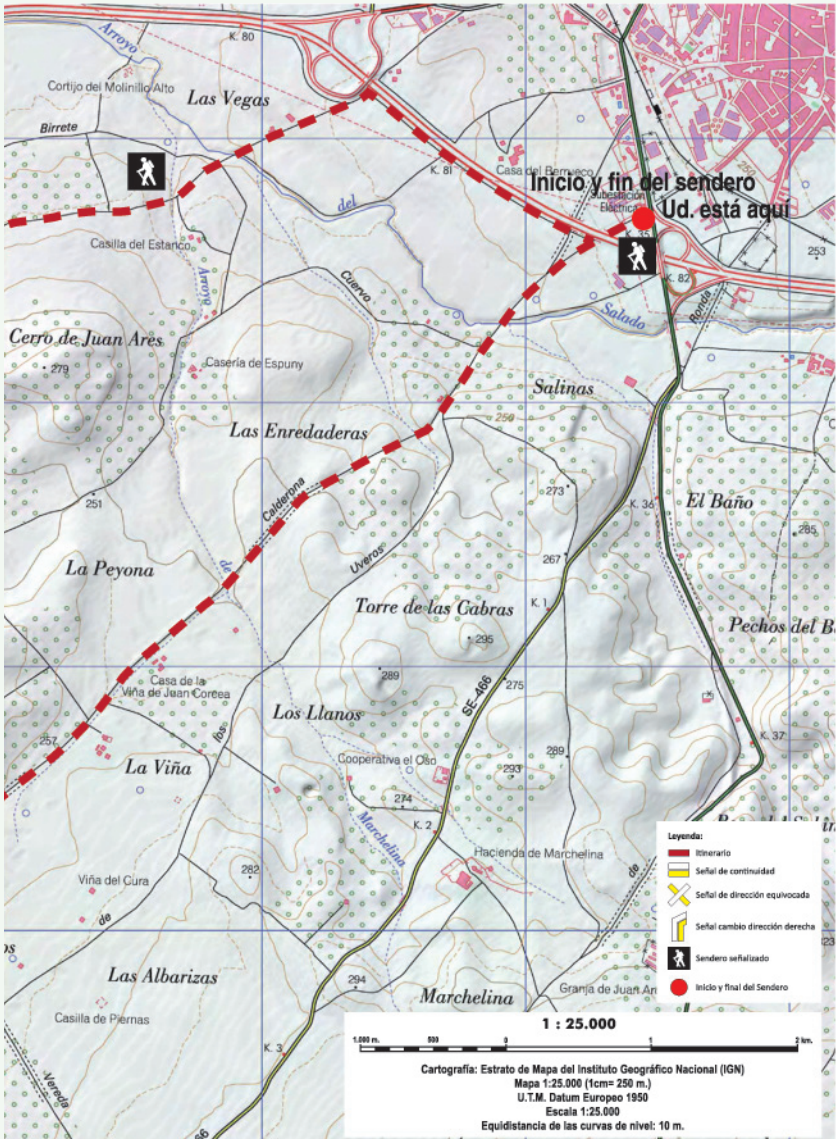 Arroyo
K. 80
Cortijo del Molinillo Alto
Las Vegas
Birrete
K. 81
Casa del Berrueco
250
Inicio y fin del sendero
Subestación
Eléctrica
Ud. está aquí
K. 35
del
Casilla del Estanco
253
K. 82
Arroyo
Cuervo
Ronda
Salado
Cerro de Juan Ares
279
Casería de Espuny
Salinas
250
Las Enredaderas
273
Calderona
251
K. 36
El Baño
285
267
de
Uveros
La Peyona
Torre de las Cabras
K. 1
295
Pechos del B
289
275
Casa de la
Viña de Juan Correa
SE-466
Los Llanos
257
los
K. 37
289
La Viña
Cooperativa el Oso
293
274
K. 2
Marchelina
Hacienda de Marchelina
282
Viña del Cura
de
de
Leyenda:
Itinerario
Señal de continuidad
Señal de dirección equivocada
Señal cambio dirección derecha
Sendero señalizado
Inicio y final del Sendero
os
Las Albarizas
294
Marchelina
Granja de Juan An
Casilla de Piernas
K. 3
Vereda
66
1 : 25.000
1.000 m. 500 0 1 2 km.
Cartografía: Estrato de Mapa del Instituto Geográfico Nacional (IGN)
Mapa 1:25.000 (1cm= 250 m.)
U.T.M. Datum Europeo 1950
Escala 1:25.000
Equidistancia de las curvas de nivel: 10 m.